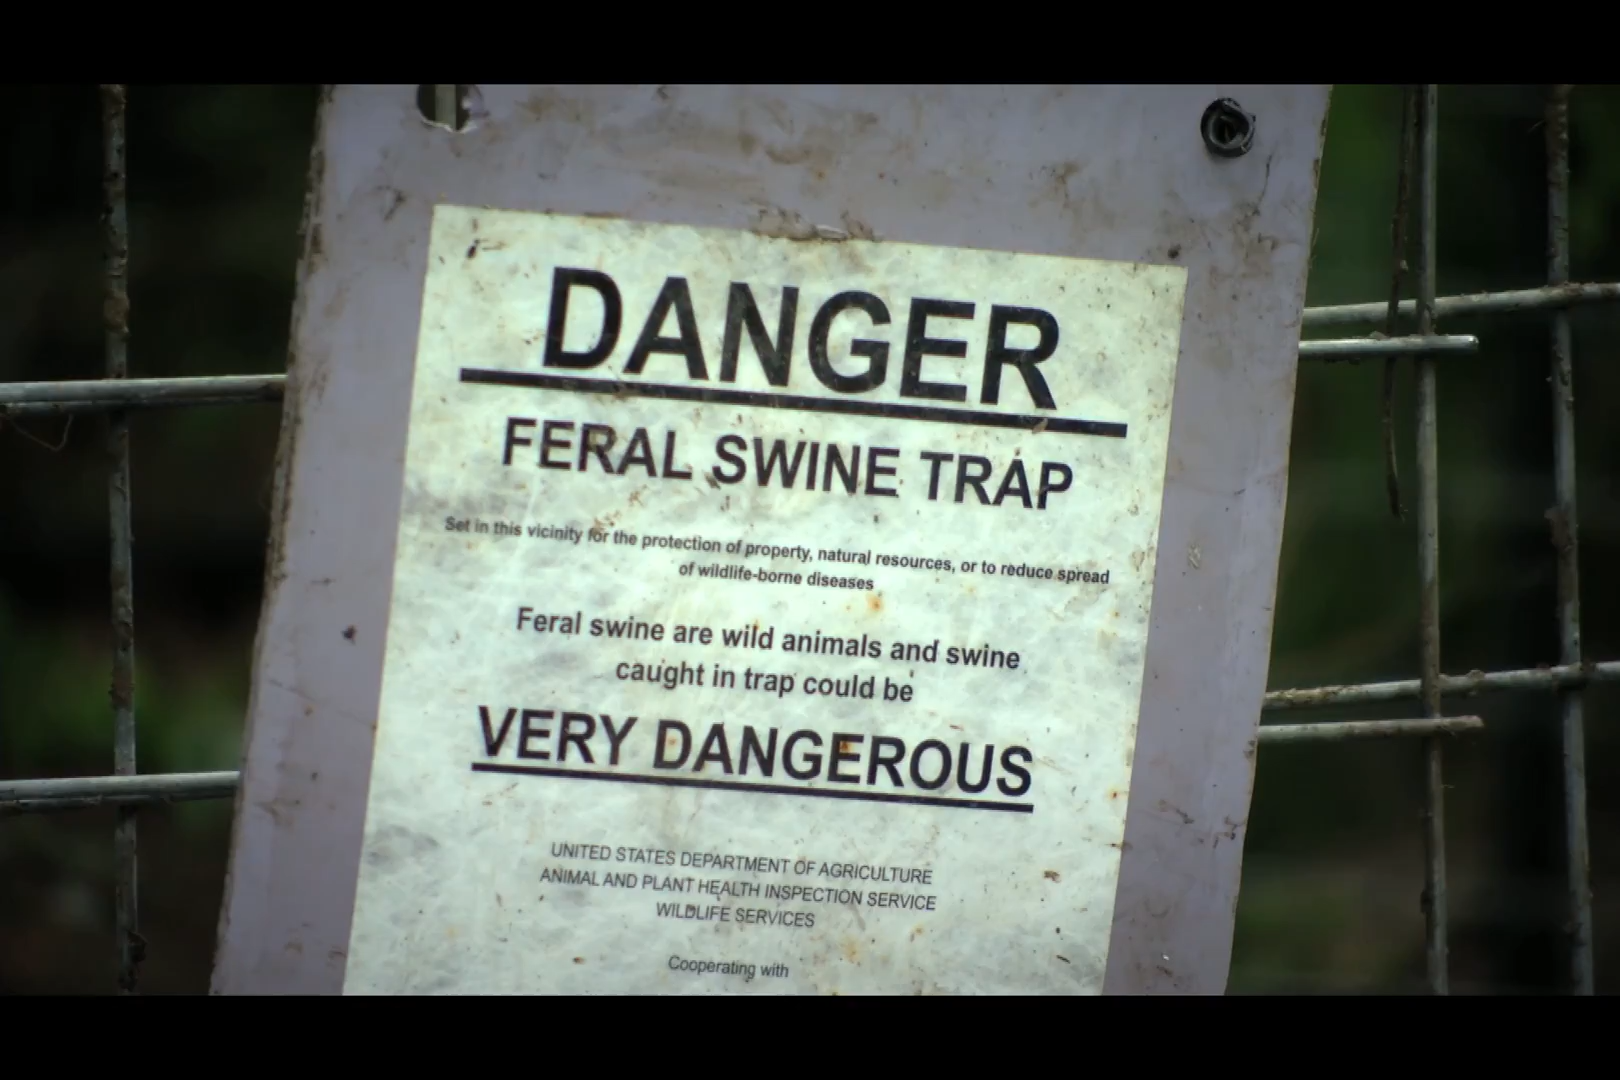 DANGER
FERAL SWINE TRAP
Set in this vicinity for the protection of property, natural resources, or to reduce spread
of wildlife-borne diseases
Feral swine are wild animals and swine
caught in trap could be
VERY DANGEROUS
UNITED STATES DEPARTMENT OF AGRICULTURE
ANIMAL AND PLANT HEALTH INSPECTION SERVICE
WILDLIFE SERVICES
Cooperating with